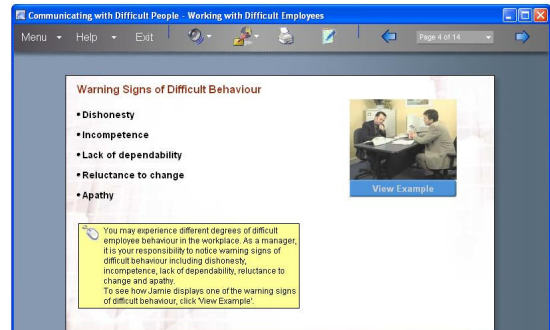 Communicating with Difficult People - Working with Difficult Employees
Menu Help Exit Page 4 of 14
Warning Signs of Difficult Behaviour
• Dishonesty
• Incompetence
• Lack of dependability
• Reluctance to change
• Apathy
View Example
You may experience different degrees of difficult
employee behaviour in the workplace. As a manager,
it is your responsibility to notice warning signs of
difficult behaviour including dishonesty,
incompetence, lack of dependability, reluctance to
change and apathy.
To see how Jamie displays one of the warning signs
of difficult behaviour, click 'View Example'.